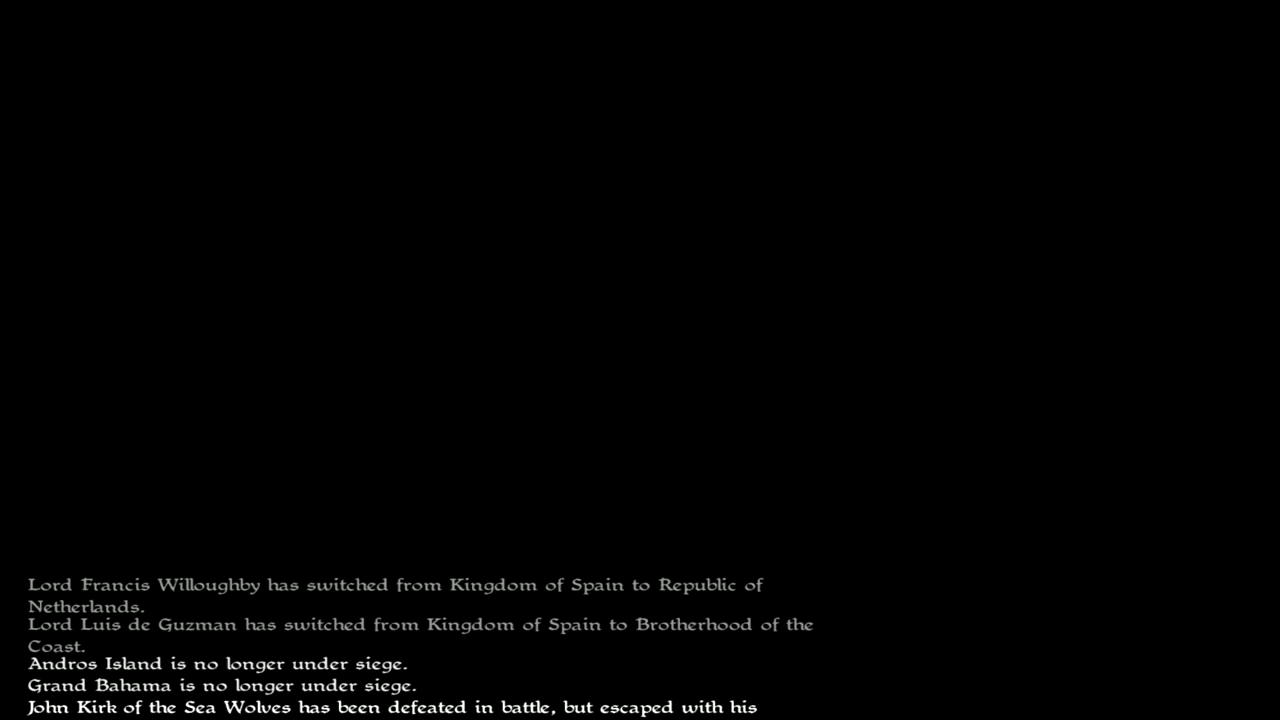 Lord Francis Willoughby has switched from Kingdom of Spain to Republic of
Netherlands.
Lord Luis de Guzman has switched from Kingdom of Spain to Brotherhood of the
Coast.
Andros Island is no longer under siege.
Grand Bahama is no longer under siege.
John Kirk of the Sea Wolves has been defeated in battle, but escaped with his